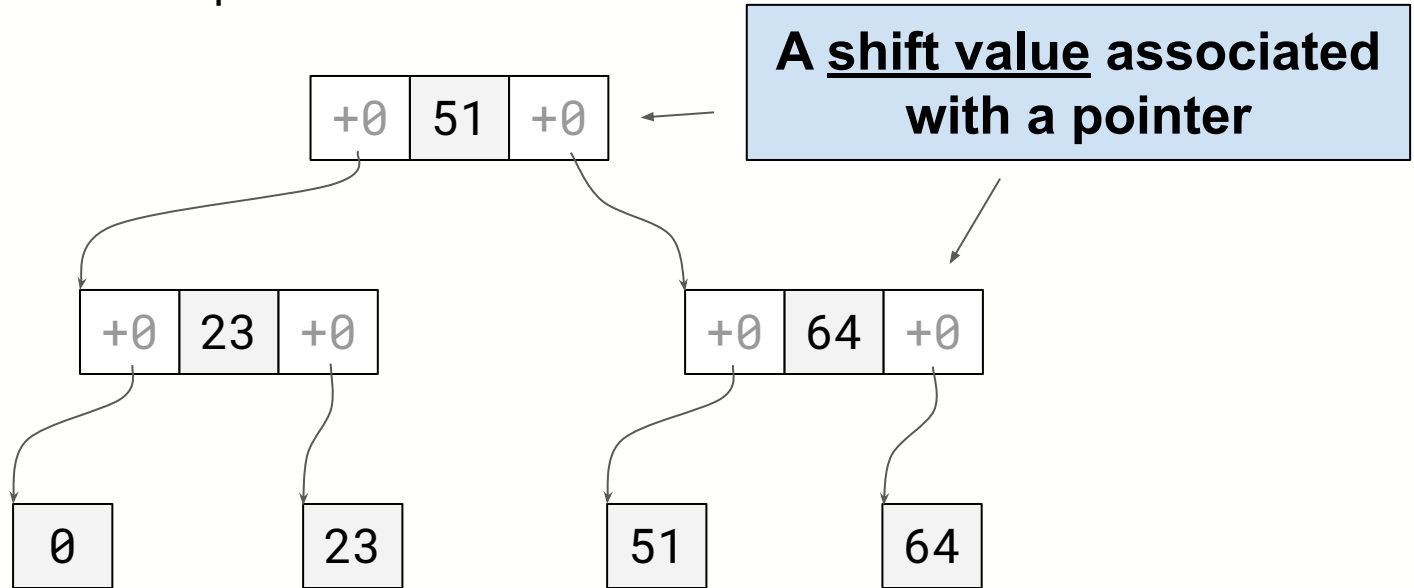 A shift value associated
with a pointer
+0 51 +0
+0 23 +0
+0 64 +0
0
23
51
64